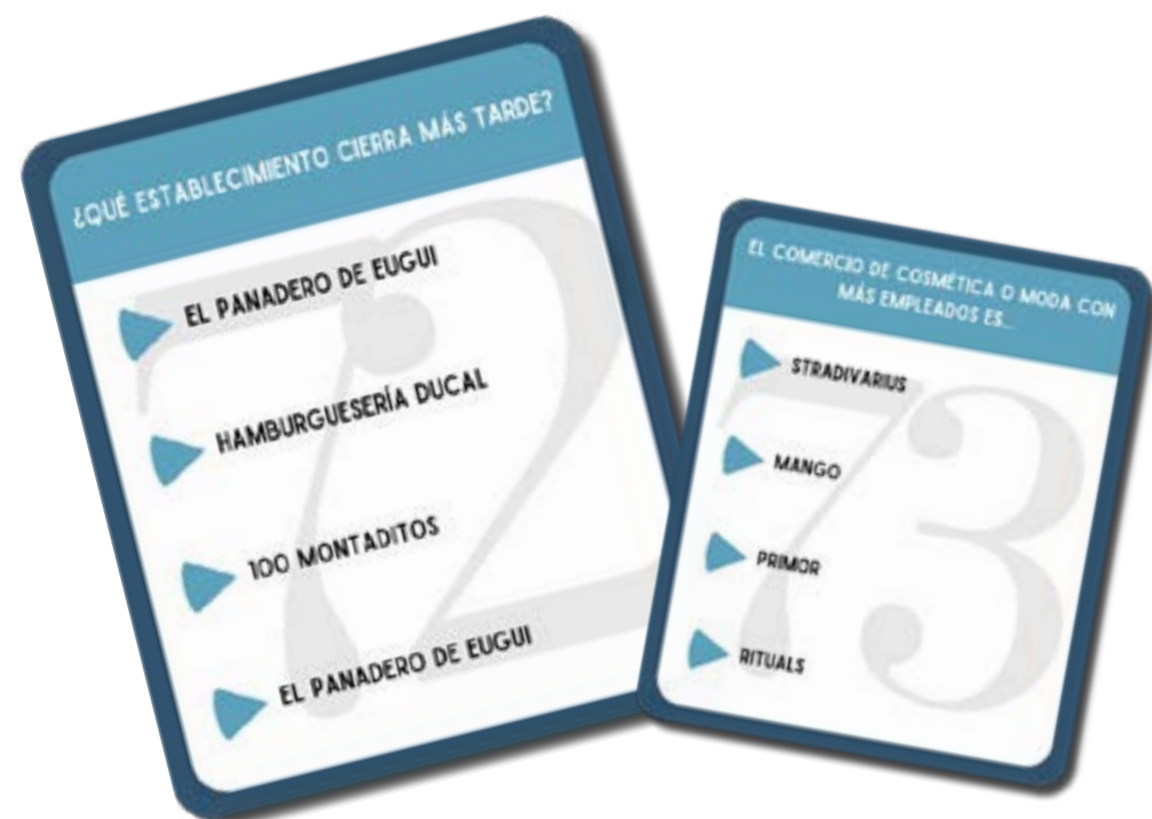 ¿QUÉ ESTABLECIMIENTO CIERRA MÁS TARDE?
72
EL PANADERO DE EUGUI
HAMBURGUESERÍA DUCAL
100 MONTADITOS
EL PANADERO DE EUGUI
EL COMERCIO DE COSMÉTICA O MODA CON
MÁS EMPLEADOS ES...
73
STRADIVARIUS
MANGO
PRIMOR
RITUALS